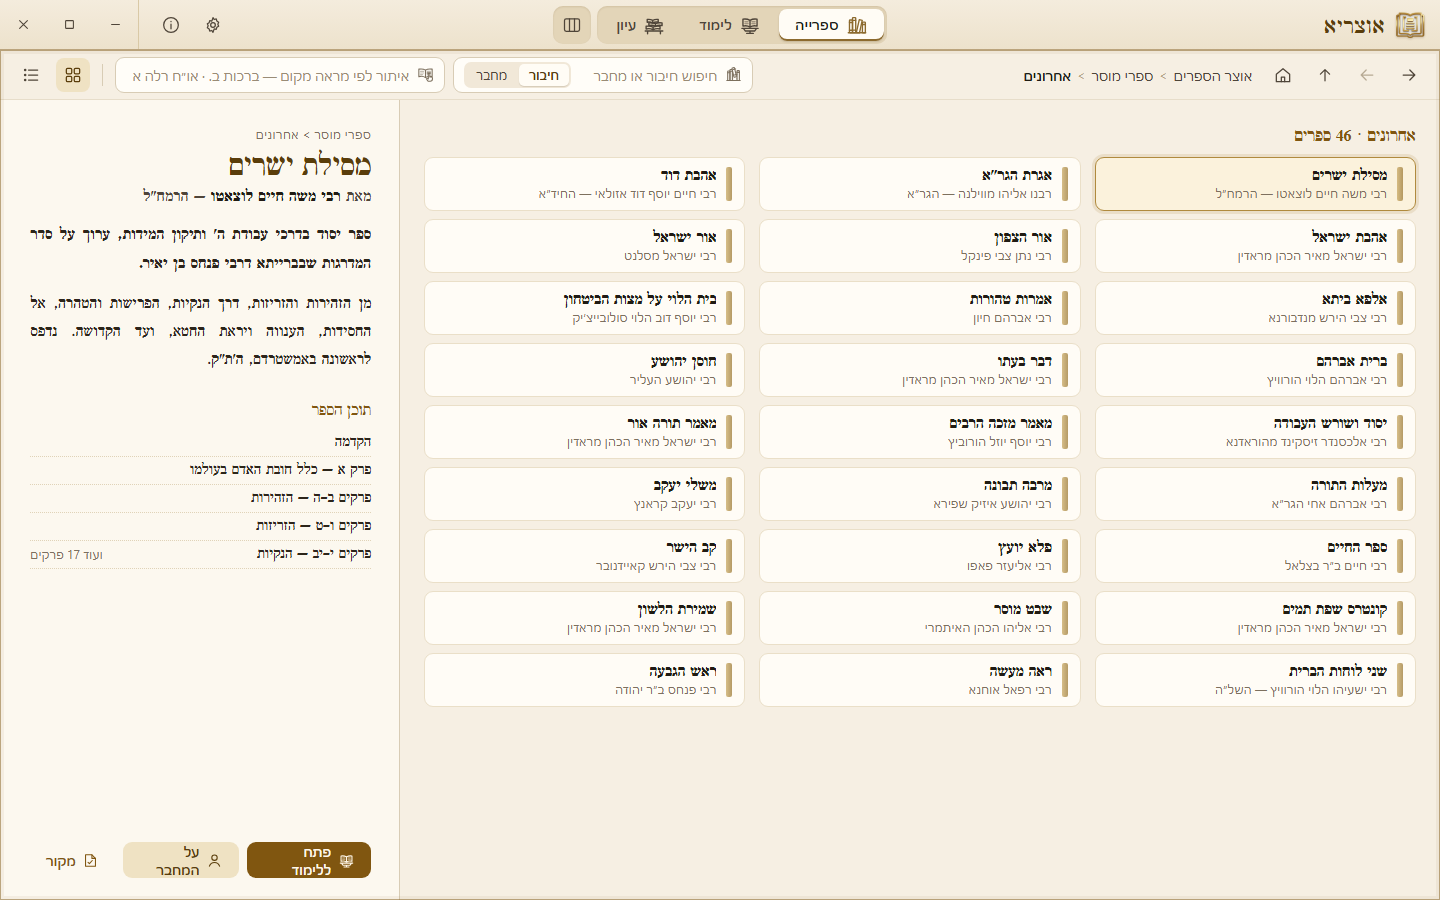 אוצריא
ספרייה
לימוד
עיון
אוצר הספרים > ספרי מוסר > אחרונים
חיפוש חיבור או מחבר
חיבור
מחבר
איתור לפי מראה מקום — ברכות ב. · או״ח רלה א
אחרונים · 46 ספרים
מסילת ישרים
רבי משה חיים לוצאטו — הרמח״ל
אגרת הגר״א
רבנו אליהו מווילנה — הגר״א
אהבת דוד
רבי חיים יוסף דוד אזולאי — החיד״א
אהבת ישראל
רבי ישראל מאיר הכהן מראדין
אור הצפון
רבי נתן צבי פינקל
אור ישראל
רבי ישראל מסלנט
אלפא ביתא
רבי צבי הירש מנדבורנא
אמרות טהורות
רבי אברהם חיון
בית הלוי על מצות הביטחון
רבי יוסף דוב הלוי סולובייצ׳יק
ברית אברהם
רבי אברהם הלוי הורוויץ
דבר בעתו
רבי ישראל מאיר הכהן מראדין
חוסן יהושע
רבי יהושע העליר
יסוד ושורש העבודה
רבי אלכסנדר זיסקינד מהוראדנא
מאמר מזכה הרבים
רבי יוסף יוזל הורוביץ
מאמר תורה אור
רבי ישראל מאיר הכהן מראדין
מעלות התורה
רבי אברהם אחי הגר״א
מרבה תבונה
רבי יהושע איזיק שפירא
משלי יעקב
רבי יעקב קראנץ
ספר החיים
רבי חיים ב״ר בצלאל
פלא יועץ
רבי אליעזר פאפו
קב הישר
רבי צבי הירש קאיידנובר
קונטרס שפת תמים
רבי ישראל מאיר הכהן מראדין
שבט מוסר
רבי אליהו הכהן האיתמרי
שמירת הלשון
רבי ישראל מאיר הכהן מראדין
שני לוחות הברית
רבי ישעיהו הלוי הורוויץ — השל״ה
ראה מעשה
רבי רפאל אוחנא
ראש הגבעה
רבי פנחס ב״ר יהודה
ספרי מוסר > אחרונים
מסילת ישרים
מאת רבי משה חיים לוצאטו — הרמח״ל
ספר יסוד בדרכי עבודת ה׳ ותיקון המידות, ערוך על סדר
המדרגות שבברייתא דרבי פנחס בן יאיר.
מן הזהירות והזריזות, דרך הנקיות, הפרישות והטהרה, אל
החסידות, הענווה ויראת החטא, ועד הקדושה. נדפס
לראשונה באמשטרדם, ה׳ת״ק.
תוכן הספר
הקדמה
פרק א — כלל חובת האדם בעולמו
פרקים ב–ה — הזהירות
פרקים ו–ט — הזריזות
פרקים י–יב — הנקיות
ועוד 17 פרקים
פתח
ללימוד
על
המחבר
מקור